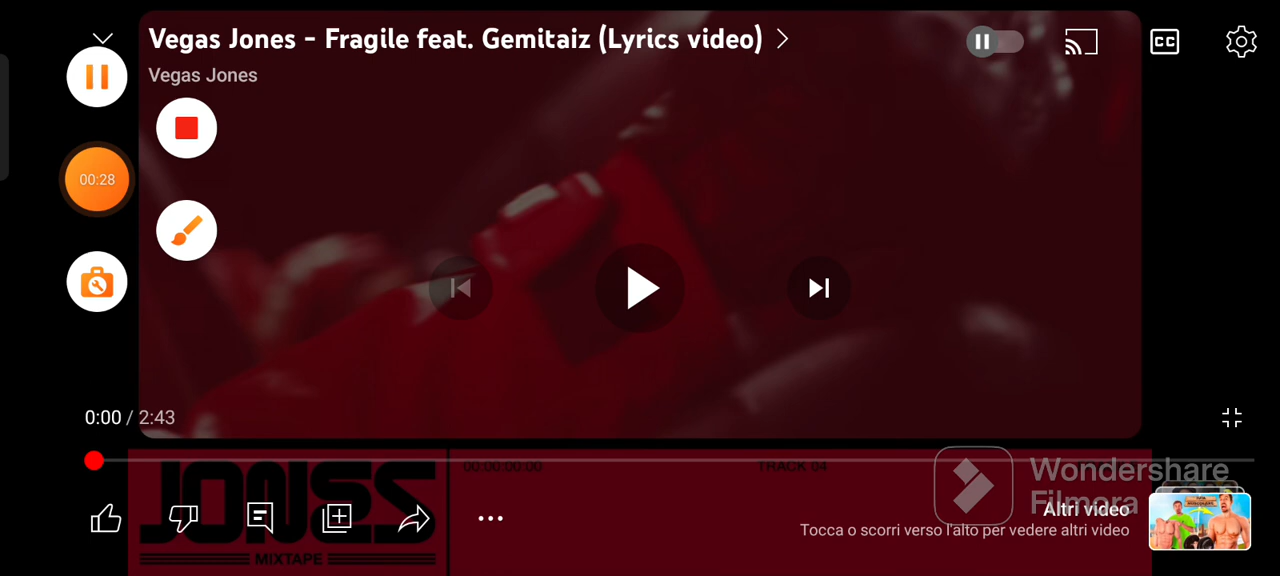 Vegas Jones - Fragile feat. Gemitaiz (Lyrics video)
Vegas Jones
00:28
0:00 / 2:43
00:00:00:00
TRACK 04
JONES
MIXTAPE
Wondershare
Filmora
Altri video
Tocca o scorri verso l'alto per vedere altri video